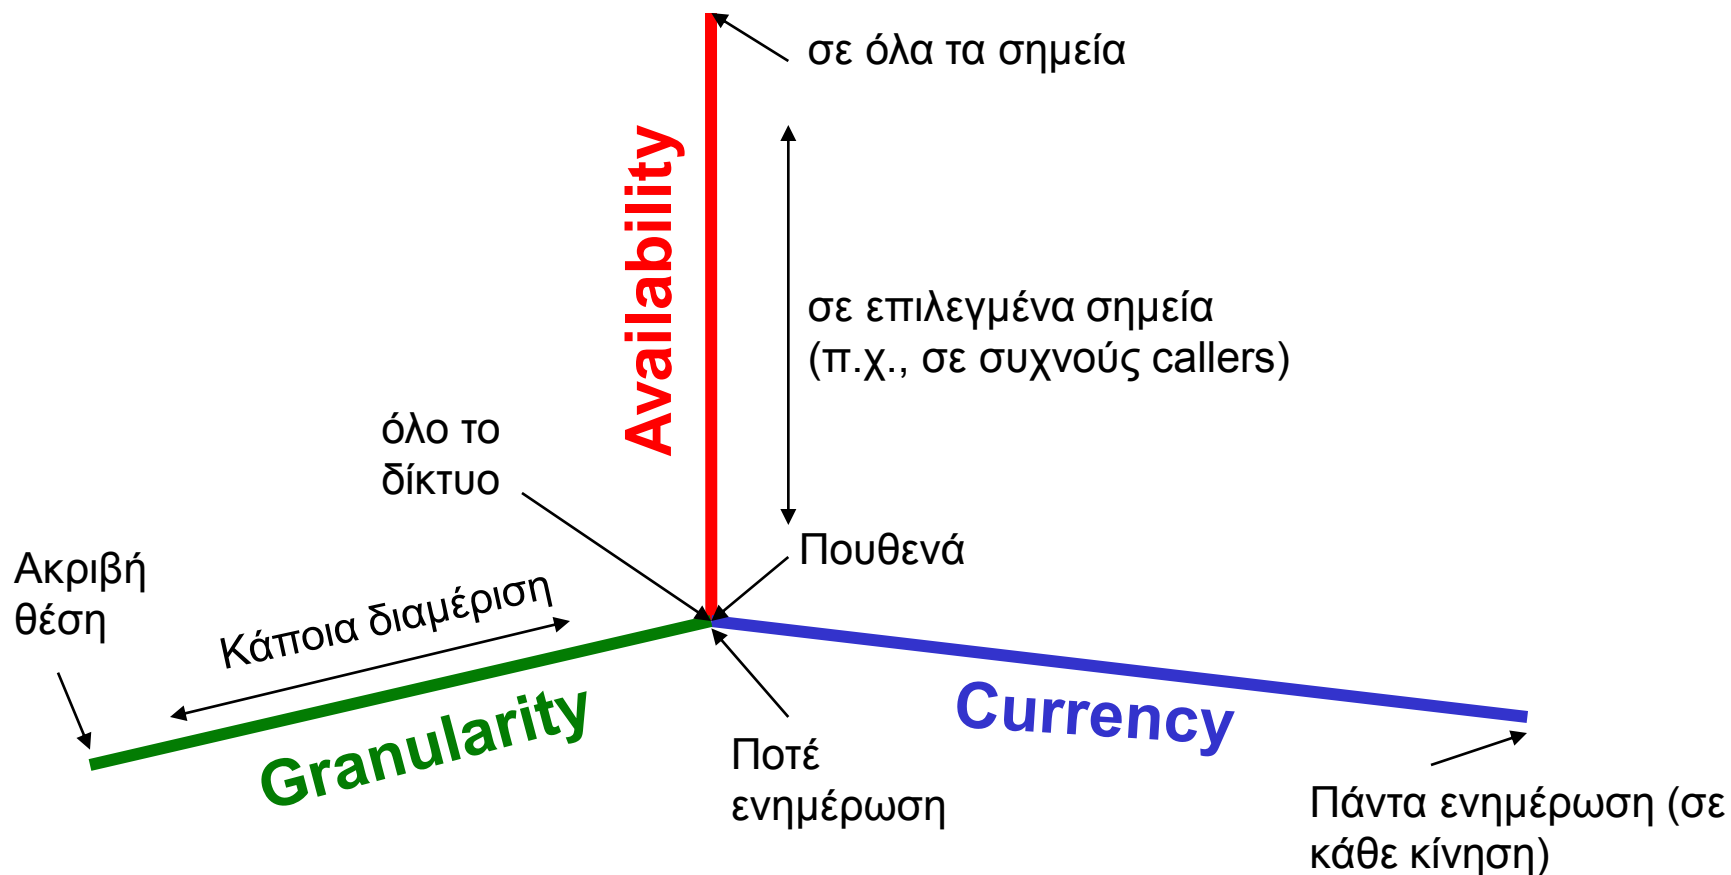 σε όλα τα σημεία
Availability
σε επιλεγμένα σημεία
(π.χ., σε συχνούς callers)
όλο το
δίκτυο
Πουθενά
Ακριβή
θέση
Κάποια διαμέριση
Granularity
Currency
Ποτέ
ενημέρωση
Πάντα ενημέρωση (σε
κάθε κίνηση)